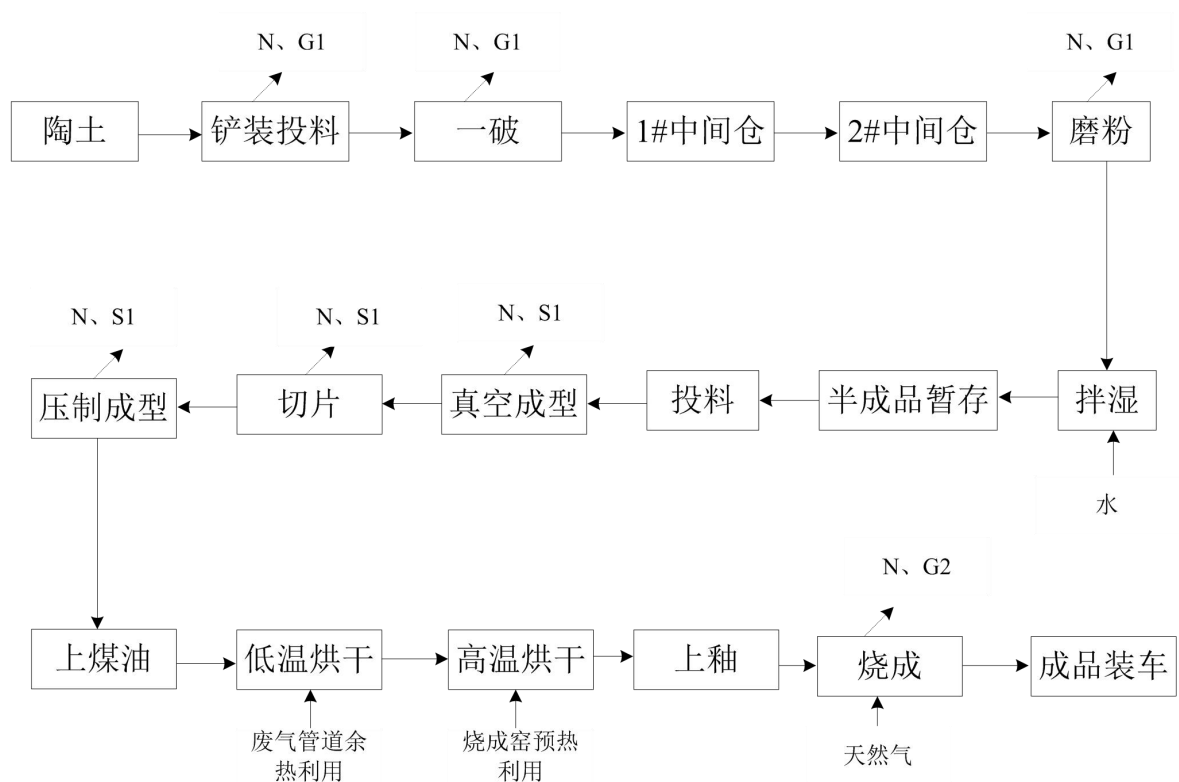 N、G1
N、G1
N、G1
陶土
铲装投料
一破
1#中间仓
2#中间仓
磨粉
N、S1
N、S1
N、S1
压制成型
切片
真空成型
投料
半成品暂存
拌湿
水
N、G2
上煤油
低温烘干
高温烘干
上釉
烧成
成品装车
废气管道余
热利用
烧成窑预热
利用
天然气